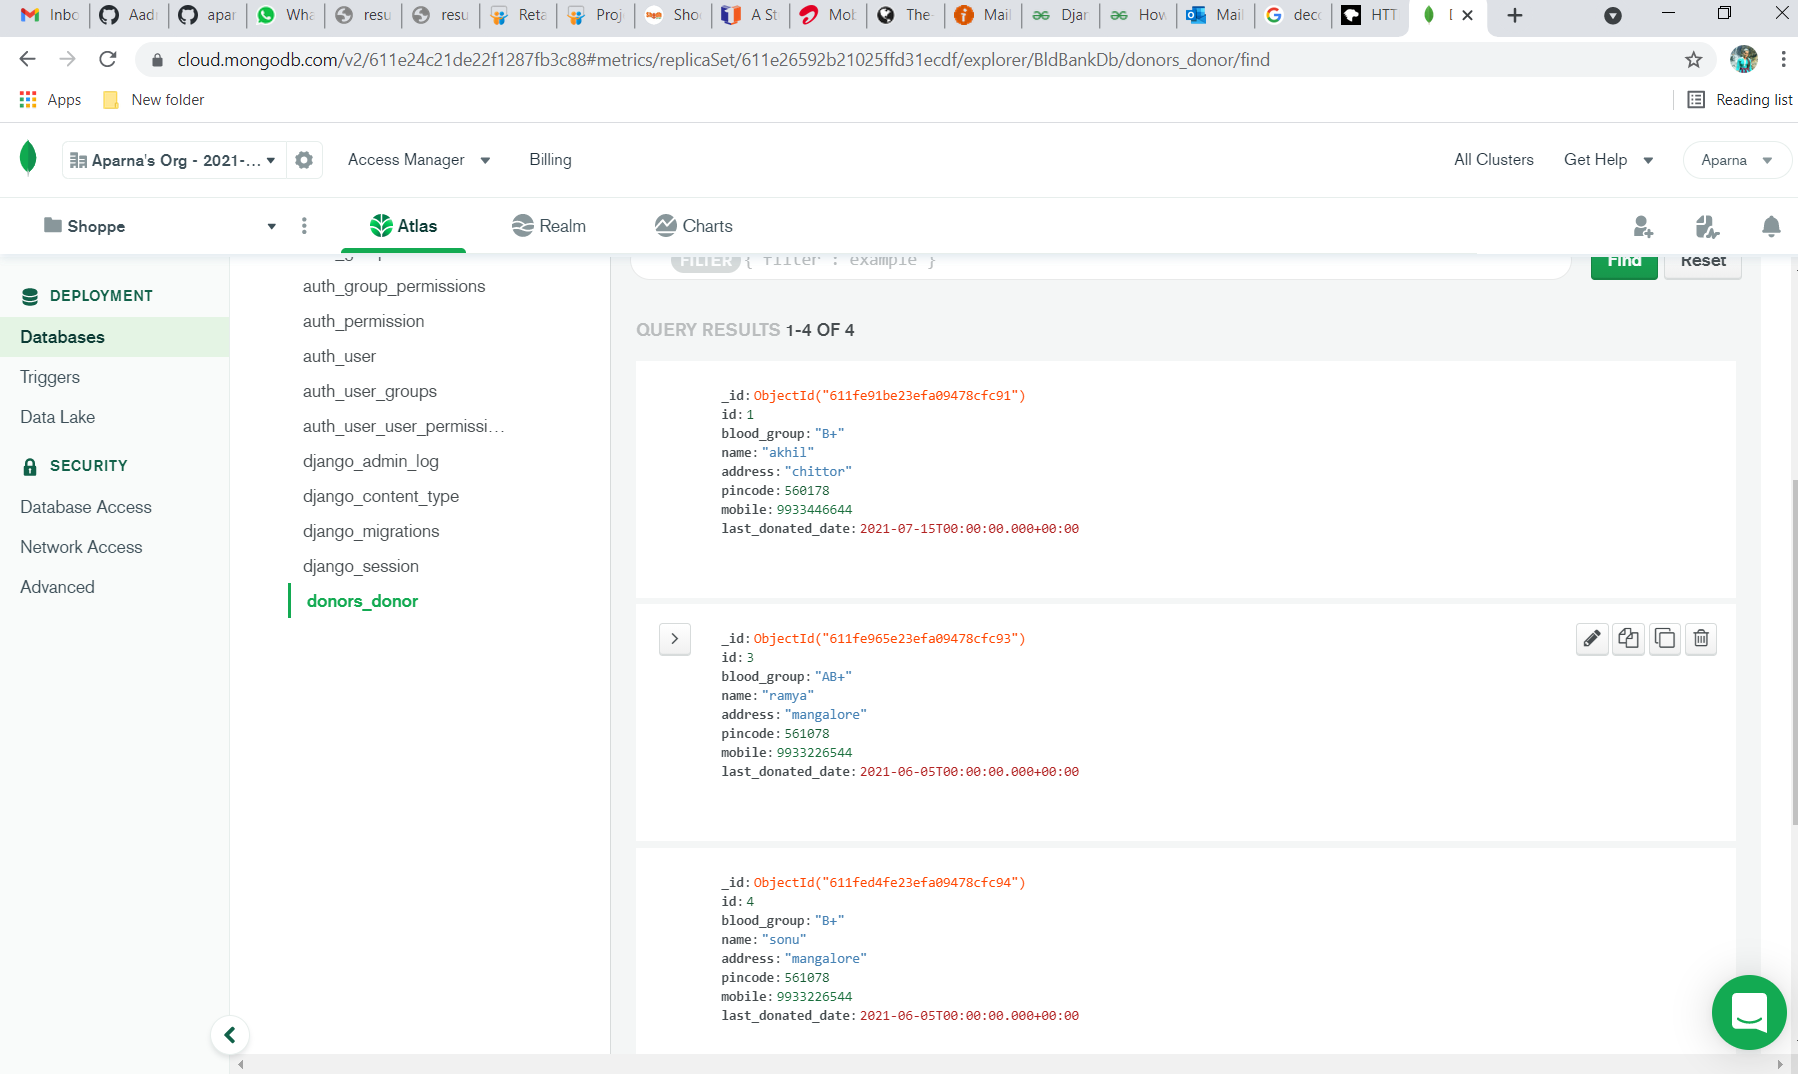 Inbo
Aadr
apar
Wha
resu
resu
Reta
Proj
Shop
A St
Mob
The
Mail
Djan
How
Mail
deco
HTT
cloud.mongodb.com/v2/611e24c21de22f1287fb3c88#metrics/replicaSet/611e26592b21025ffd31ecdf/explorer/BldBankDb/donors_donor/find
Apps
New folder
Reading list
Aparna's Org - 2021-...
Access Manager
Billing
All Clusters
Get Help
Aparna
Shoppe
Atlas
Realm
Charts
DEPLOYMENT
Databases
Triggers
Data Lake
SECURITY
Database Access
Network Access
Advanced
auth_group_permissions
auth_permission
auth_user
auth_user_groups
auth_user_user_permissi...
django_admin_log
django_content_type
django_migrations
django_session
donors_donor
FILTER { filter : example }
Find
Reset
QUERY RESULTS 1-4 OF 4
_id: ObjectId("611fe91be23efa09478cfc91")
id: 1
blood_group: "B+"
name: "akhil"
address: "chittor"
pincode: 560178
mobile: 9933446644
last_donated_date: 2021-07-15T00:00:00.000+00:00
_id: ObjectId("611fe965e23efa09478cfc93")
id: 3
blood_group: "AB+"
name: "ramya"
address: "mangalore"
pincode: 561078
mobile: 9933226544
last_donated_date: 2021-06-05T00:00:00.000+00:00
_id: ObjectId("611fed4fe23efa09478cfc94")
id: 4
blood_group: "B+"
name: "sonu"
address: "mangalore"
pincode: 561078
mobile: 9933226544
last_donated_date: 2021-06-05T00:00:00.000+00:00